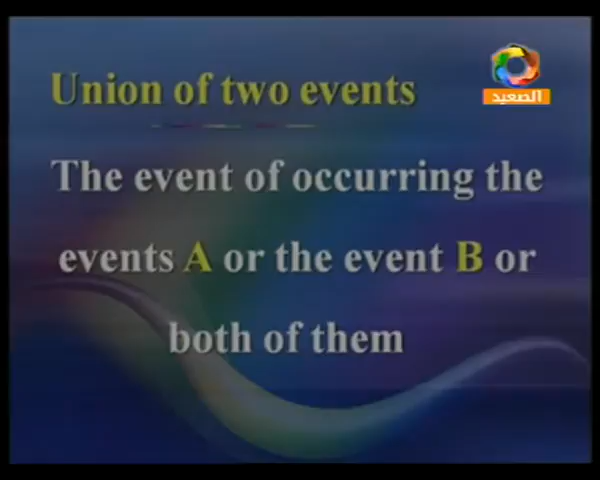 Union of two events
الصعيد
The event of occurring the
events A or the event B or
both of them